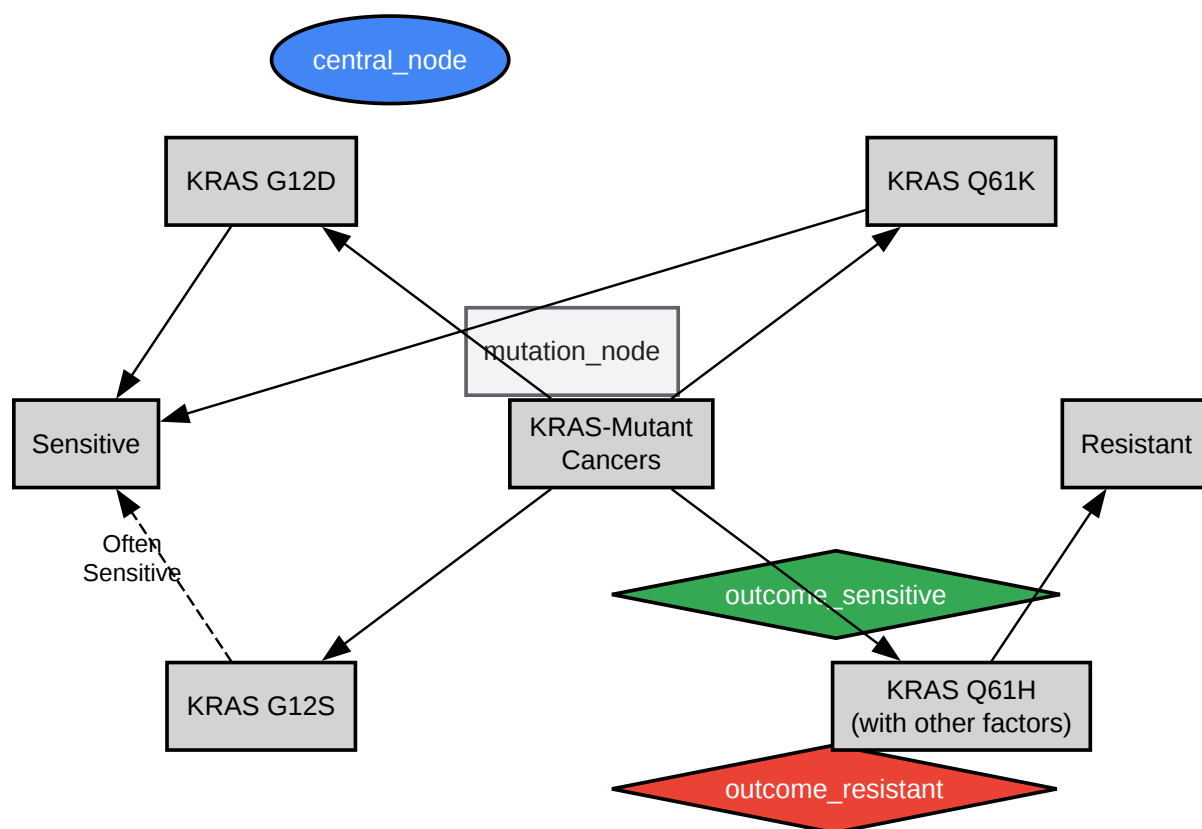 central_node
KRAS G12D
KRAS Q61K
mutation_node
Sensitive
KRAS-Mutant
Cancers
Resistant
Often
Sensitive
outcome_sensitive
KRAS G12S
KRAS Q61H
(with other factors)
outcome_resistant